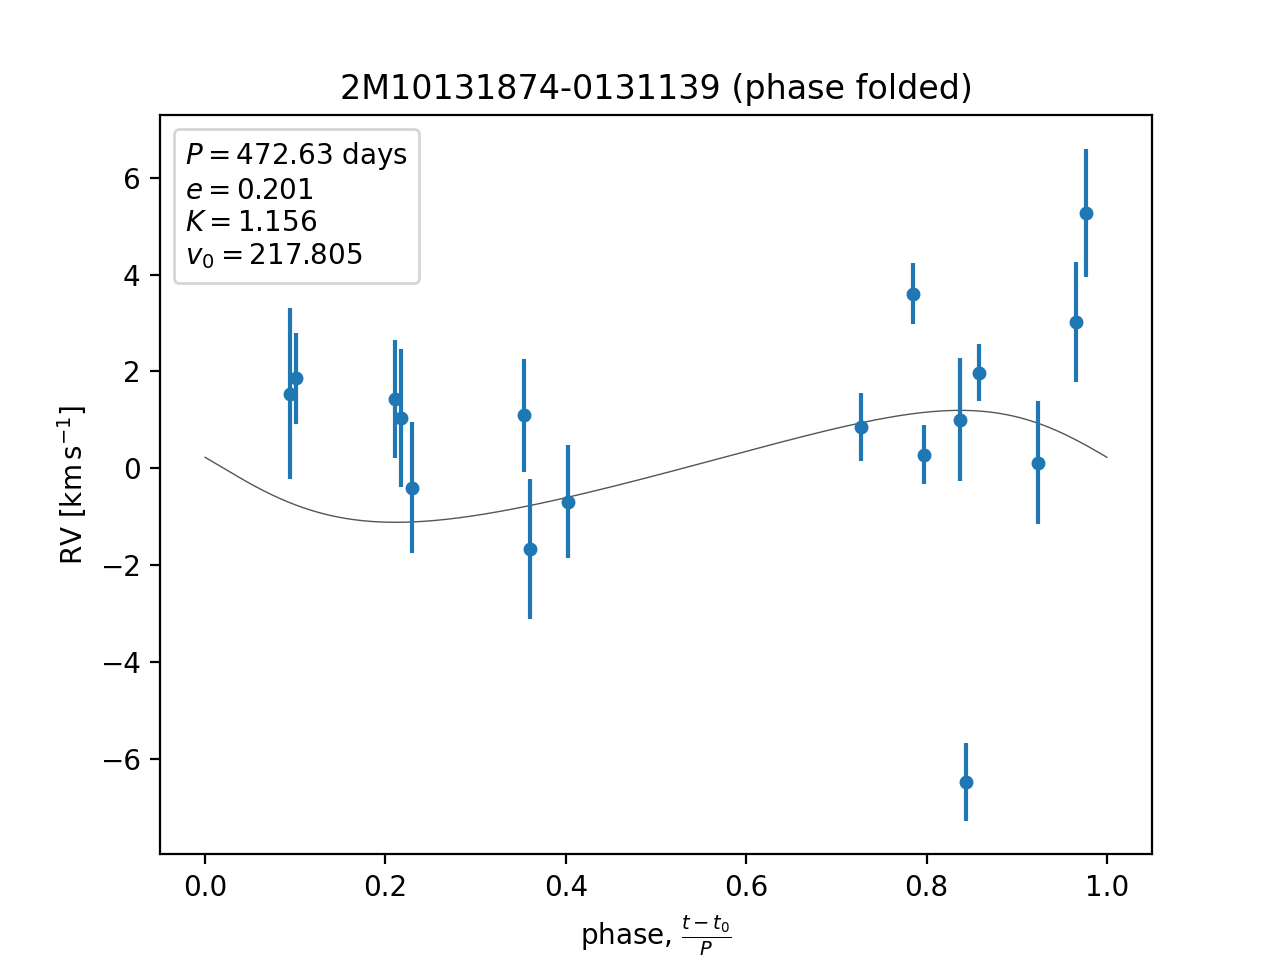 2M10131874-0131139 (phase folded)
P = 472.63 days
e = 0.201
K = 1.156
v₀ = 217.805
RV [km s⁻¹]
6
4
2
0
−2
−4
−6
0.0 0.2 0.4 0.6 0.8 1.0
phase, (t − t₀)/P